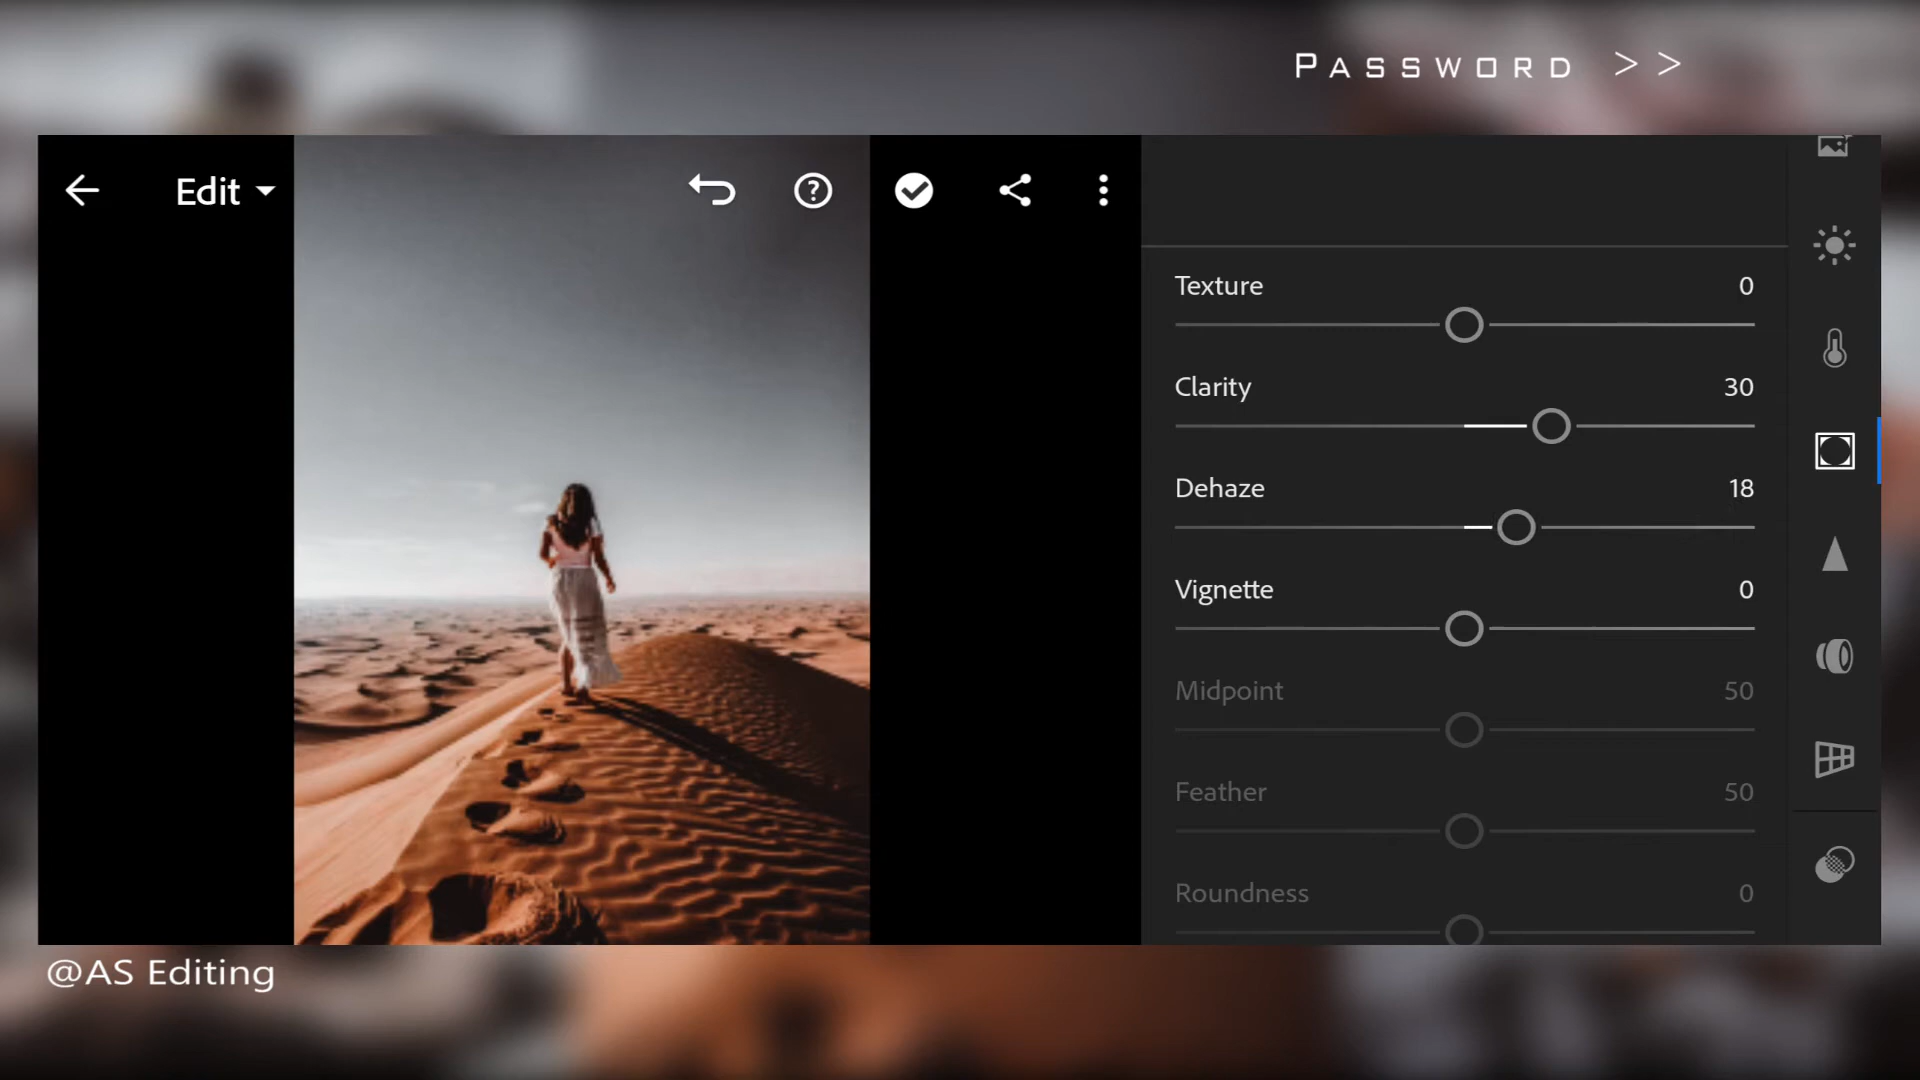 PASSWORD >>
Edit
Texture 0
Clarity 30
Dehaze 18
Vignette 0
Midpoint 50
Feather 50
Roundness 0
@AS Editing